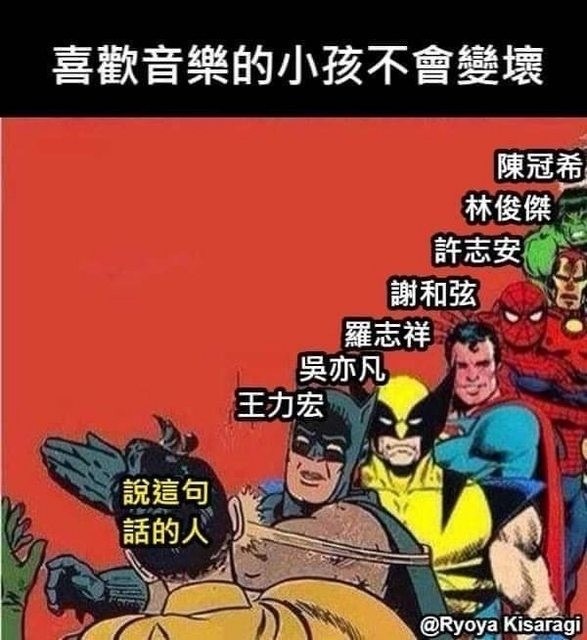 喜歡音樂的小孩不會變壞
陳冠希
林俊傑
許志安
謝和弦
羅志祥
吳亦凡
王力宏
說這句
話的人
@Ryoya Kisaragi